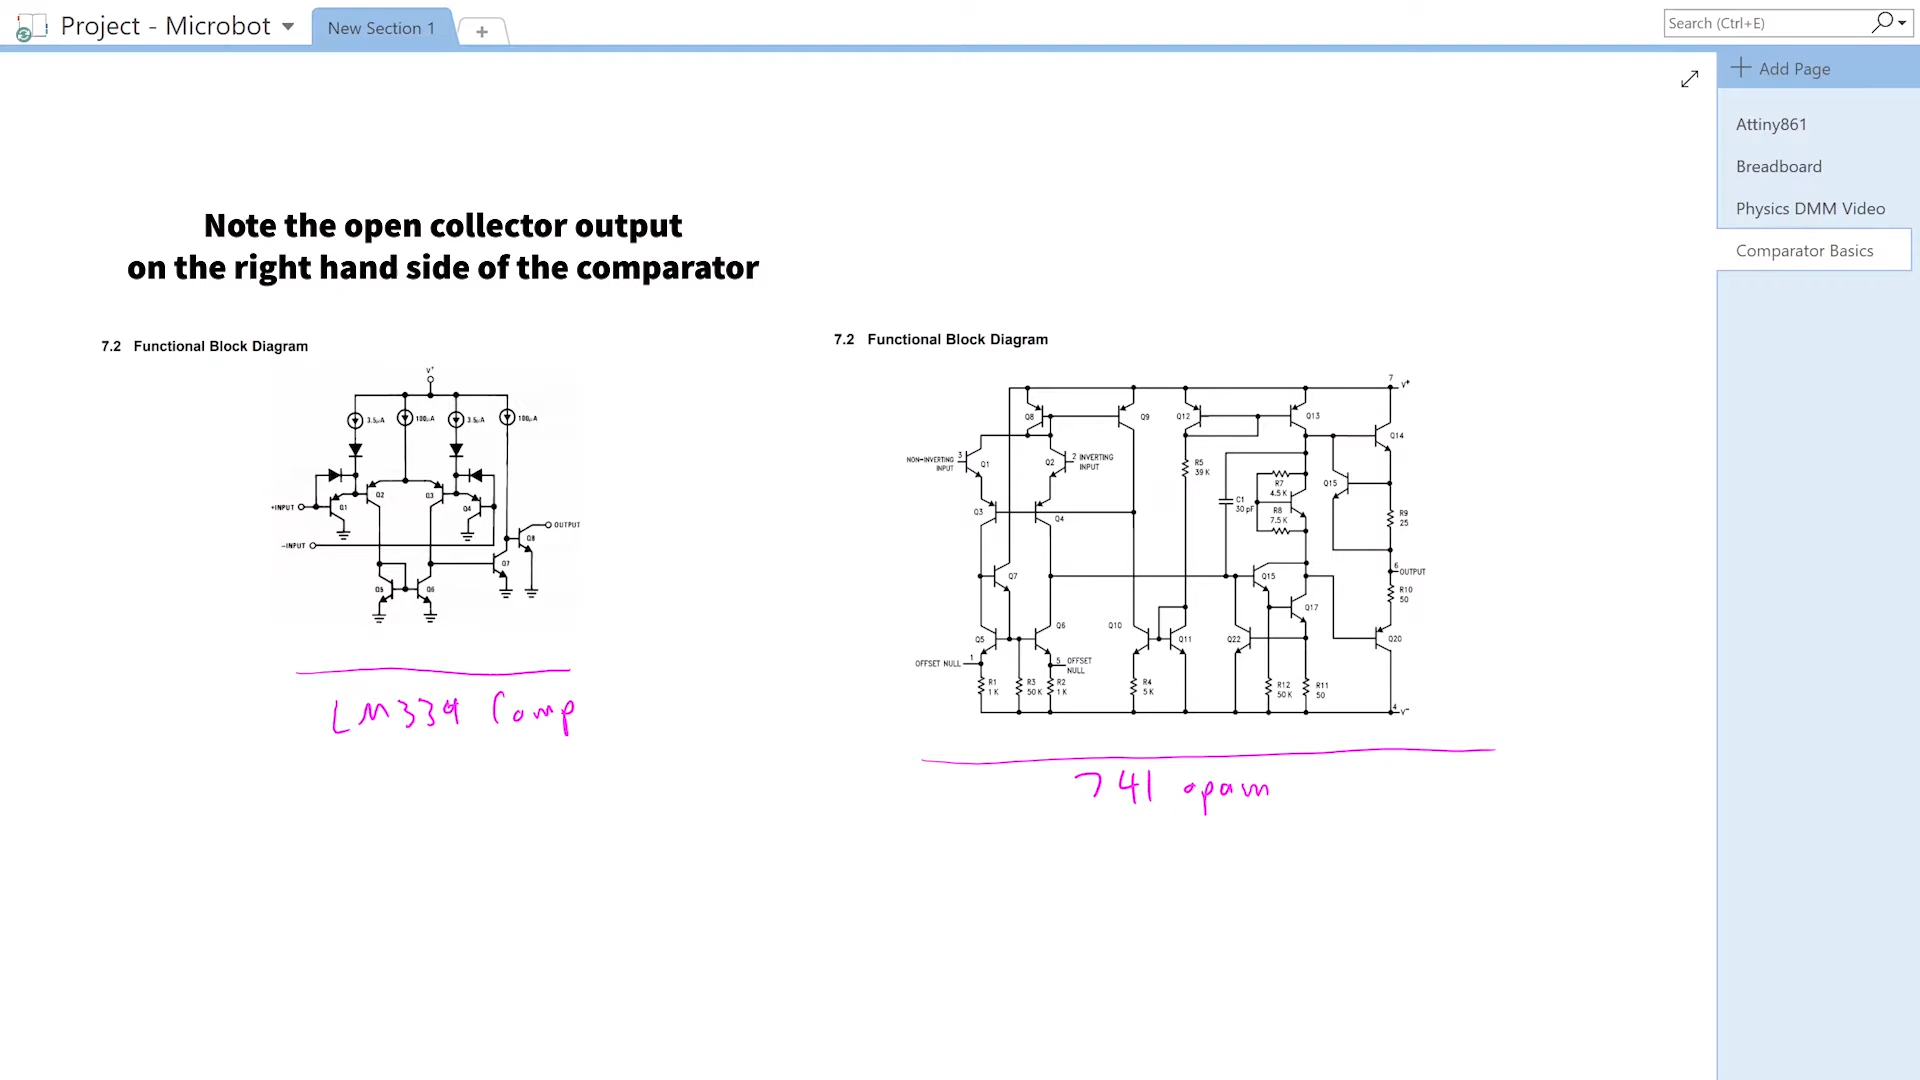 Project - Microbot
New Section 1
+
Search (Ctrl+E)
Add Page
Attiny861
Breadboard
Physics DMM Video
Comparator Basics
Note the open collector output
on the right hand side of the comparator
7.2 Functional Block Diagram
V+
3.5µA
100µA
3.5µA
100µA
Q2
Q3
+INPUT
Q1
Q4
OUTPUT
Q8
-INPUT
Q7
Q5
Q6
LM339 Comp
7.2 Functional Block Diagram
7
V+
Q8
Q9
Q12
Q13
Q14
NON-INVERTING
INPUT
3
Q1
Q2
2 INVERTING
INPUT
R5
39 K
R7
4.5 K
Q15
C1
30 pF
R8
7.5 K
R9
25
Q3
Q4
Q7
Q15
6
OUTPUT
R10
50
Q17
Q5
Q6
Q10
Q11
Q22
Q20
OFFSET NULL
1
5 OFFSET
NULL
R1
1 K
R3
50 K
R2
1 K
R4
5 K
R12
50 K
R11
50
4
V-
741 opam